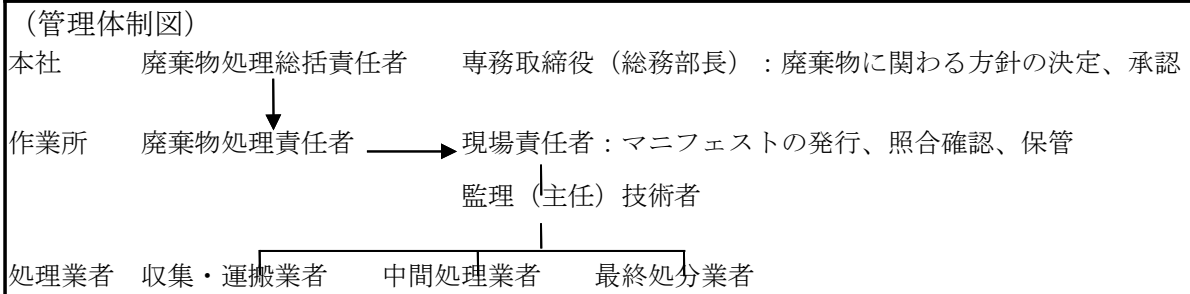 （管理体制図）
本社　廃棄物処理総括責任者　専務取締役（総務部長）：廃棄物に関わる方針の決定、承認
作業所　廃棄物処理責任者　現場責任者：マニフェストの発行、照合確認、保管
監理（主任）技術者
処理業者　収集・運搬業者　中間処理業者　最終処分業者